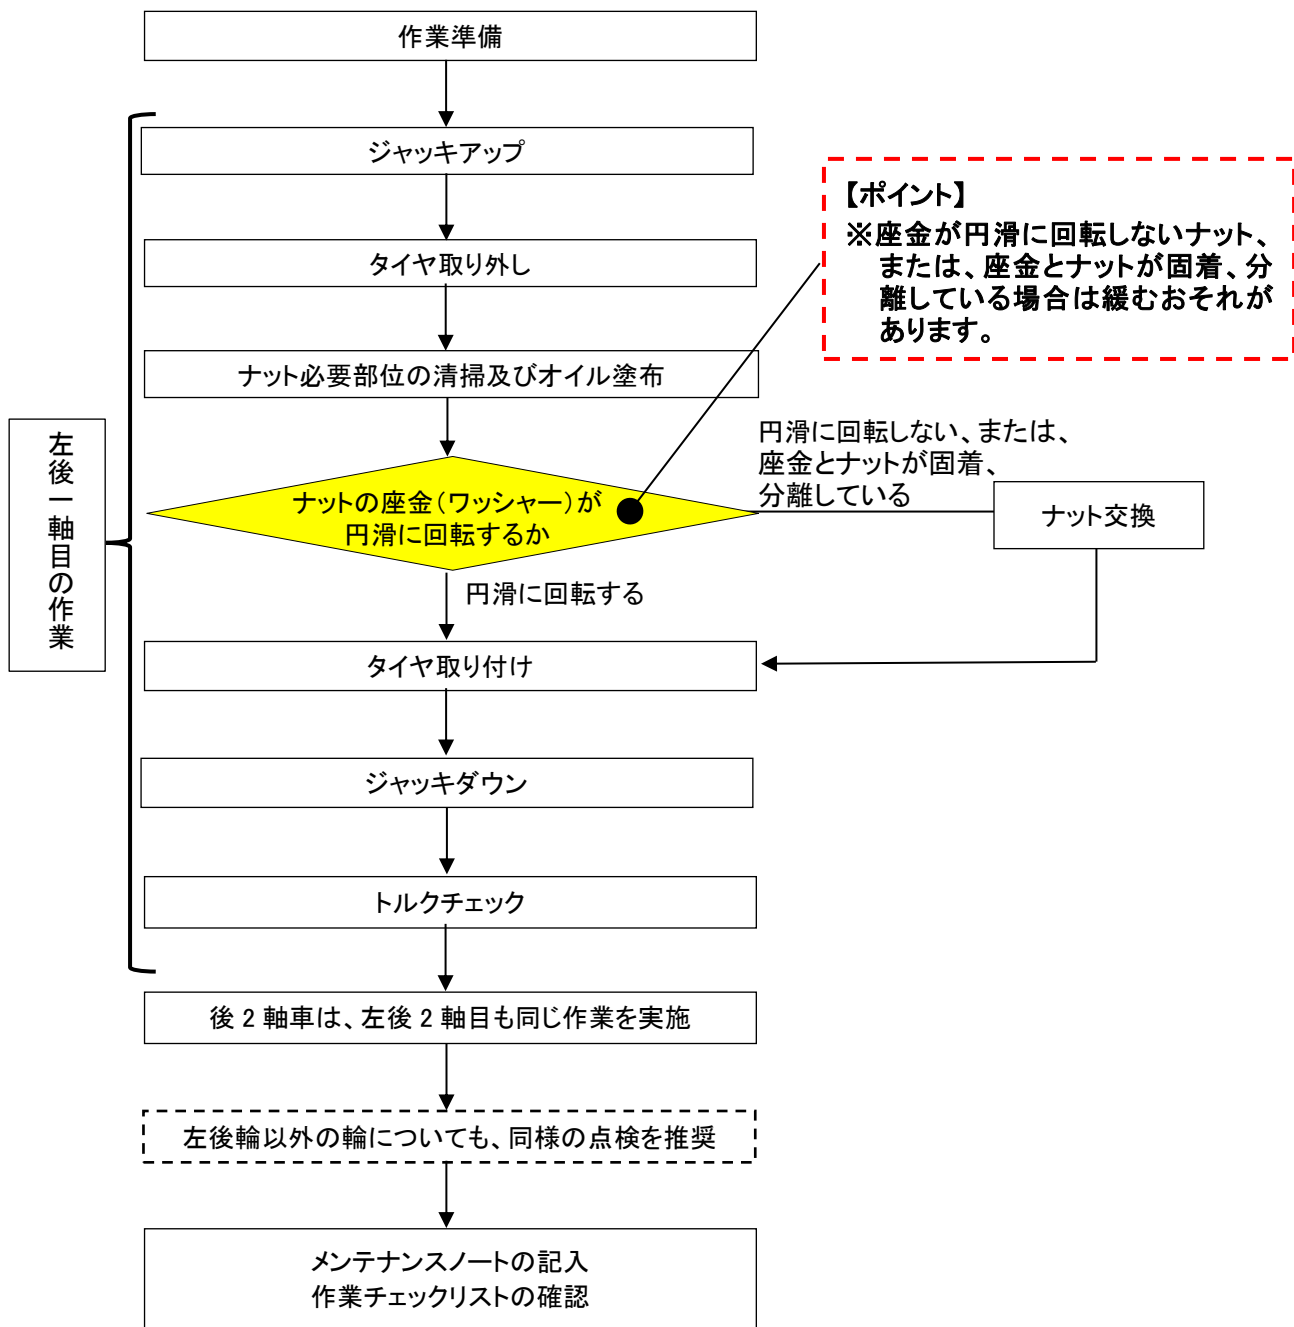 作業準備
ジャッキアップ
【ポイント】
※座金が円滑に回転しないナット、
または、座金とナットが固着、分
離している場合は緩むおそれが
あります。
タイヤ取り外し
ナット必要部位の清掃及びオイル塗布
左後一軸目の作業
円滑に回転しない、または、
座金とナットが固着、
分離している
ナットの座金(ワッシャー)が
円滑に回転するか
ナット交換
円滑に回転する
タイヤ取り付け
ジャッキダウン
トルクチェック
後2軸車は、左後2軸目も同じ作業を実施
左後輪以外の輪についても、同様の点検を推奨
メンテナンスノートの記入
作業チェックリストの確認